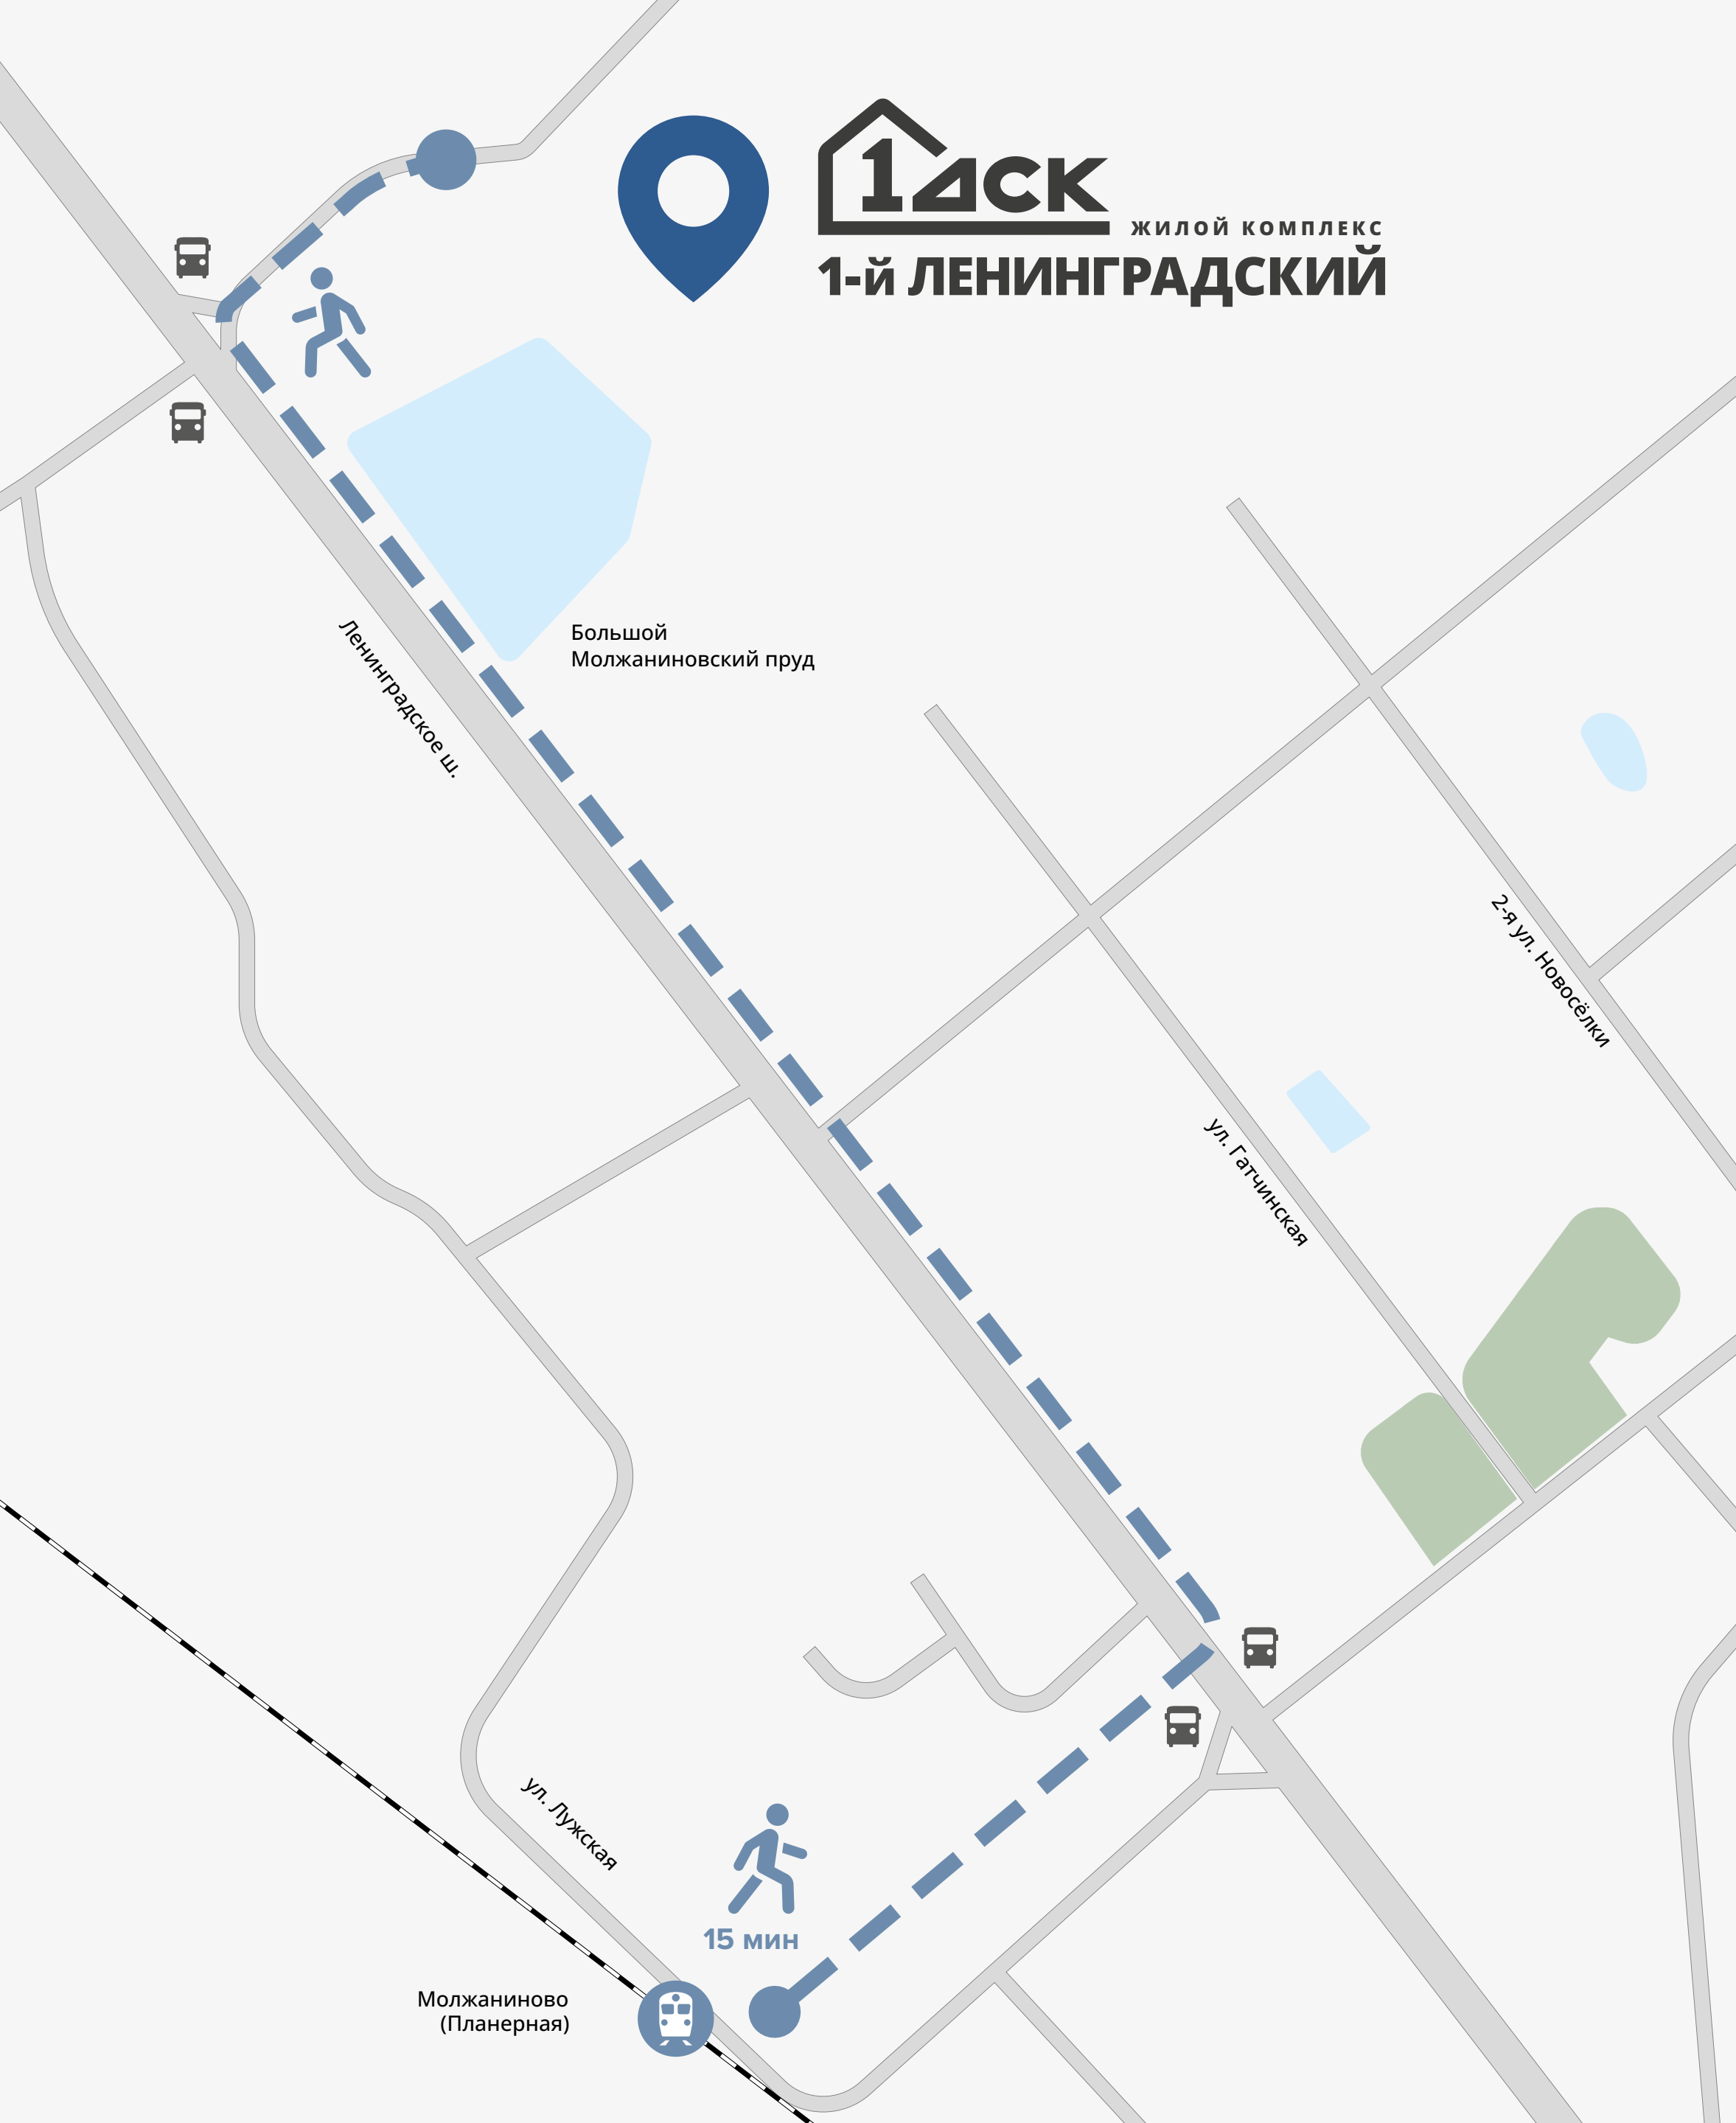 1ДСК
ЖИЛОЙ КОМПЛЕКС
1-й ЛЕНИНГРАДСКИЙ
Большой
Молжаниновский пруд
Ленинградское ш.
2-я ул. Новосёлки
ул. Гатчинская
ул. Лужская
15 мин
Молжаниново
(Планерная)